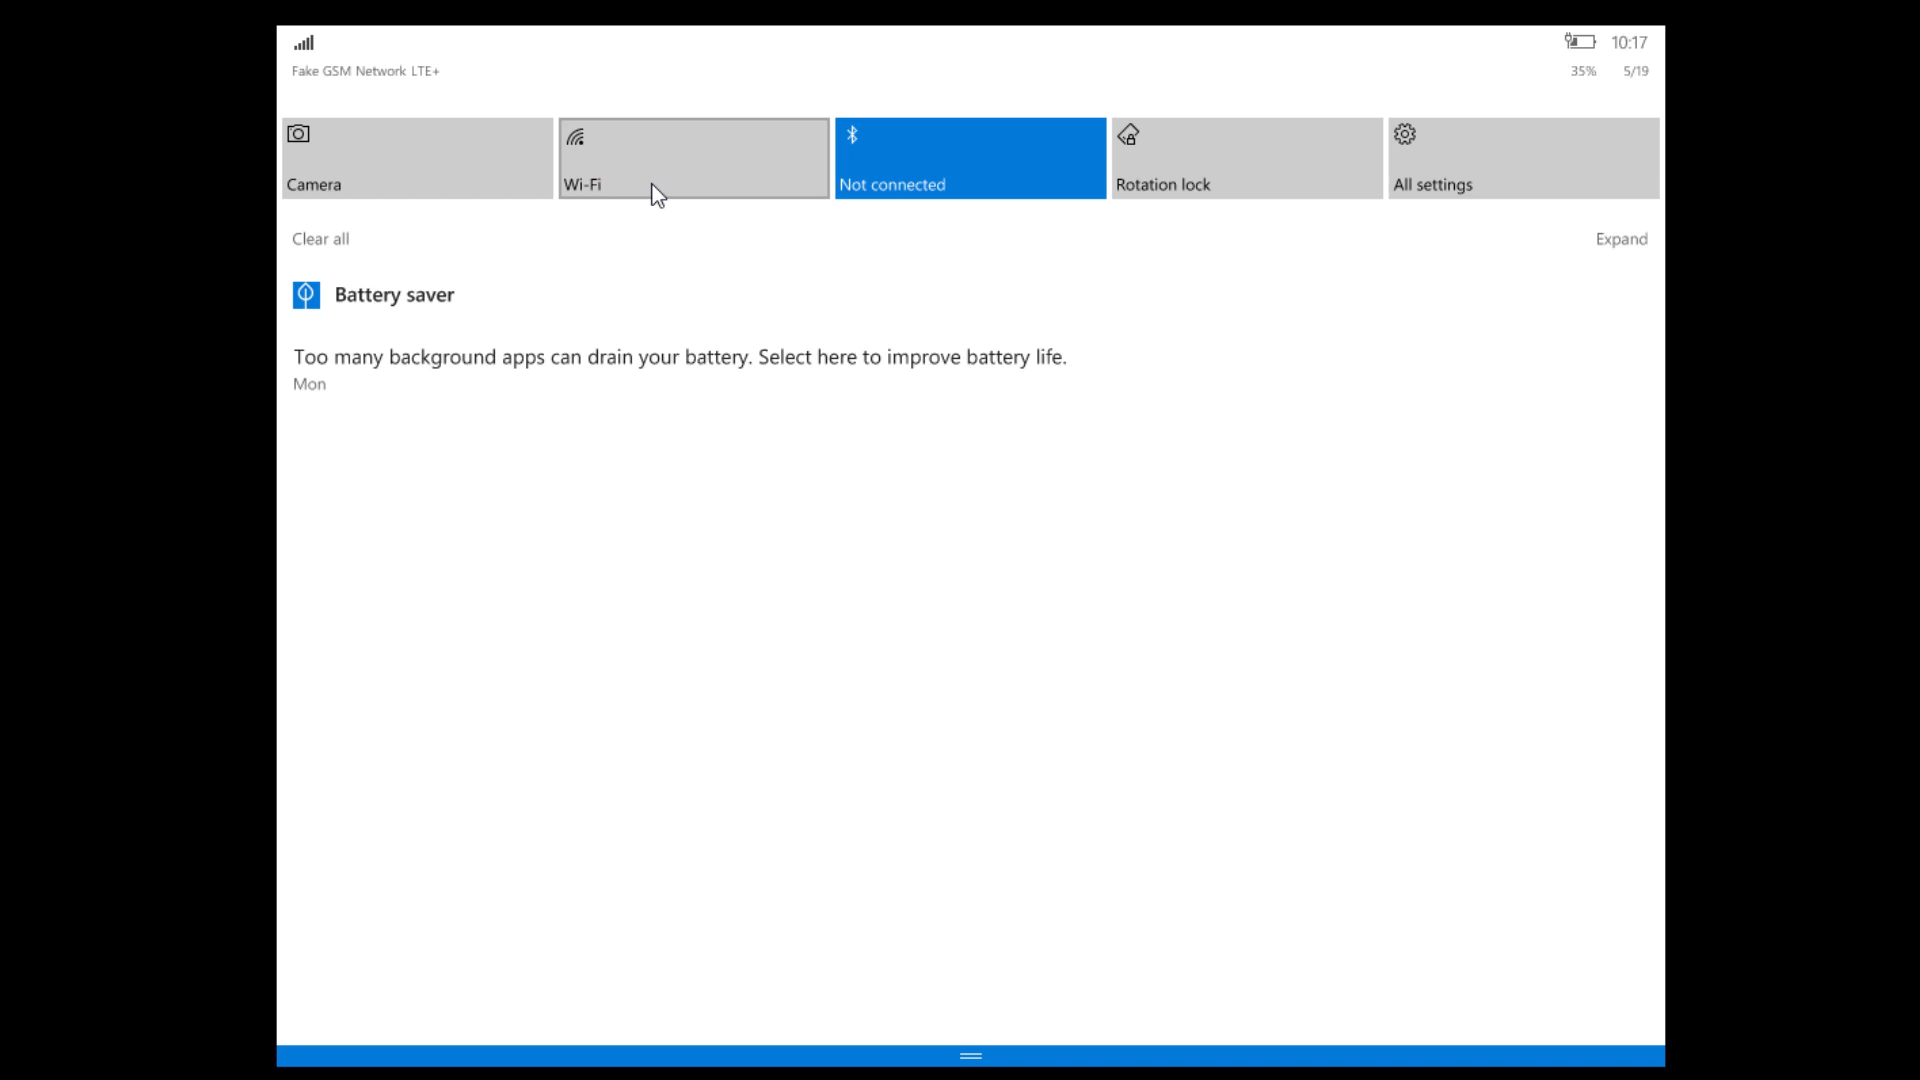 10:17
Fake GSM Network LTE+
35% 5/19
Camera
Wi-Fi
Not connected
Rotation lock
All settings
Clear all
Expand
Battery saver
Too many background apps can drain your battery. Select here to improve battery life.
Mon